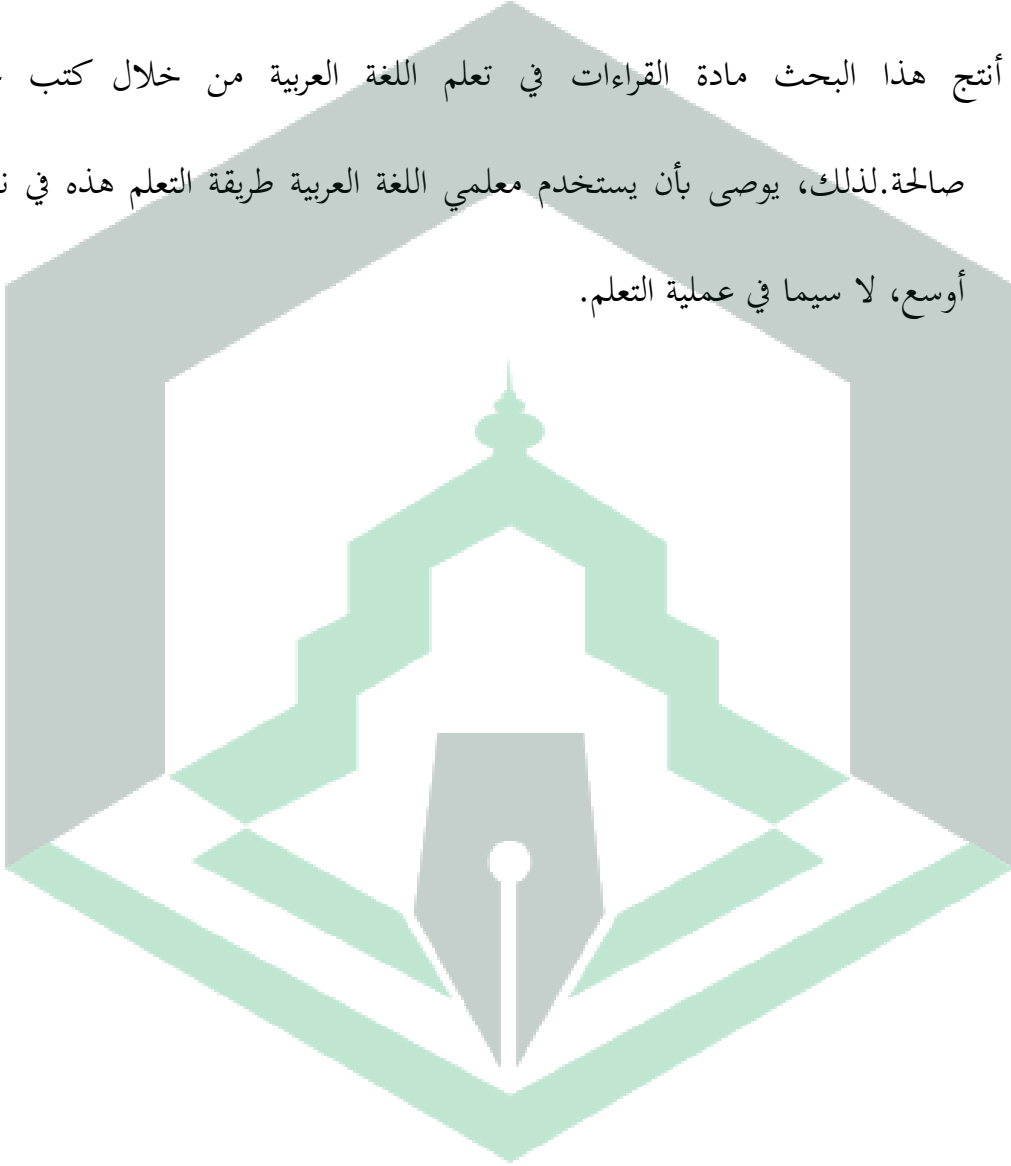 أنتج هذا البحث مادة القراءات في تعلم اللغة العربية من خلال كتب
صالحة.لذلك، يوصى بأن يستخدم معلمي اللغة العربية طريقة التعلم هذه في
أوسع، لا سيما في عملية التعلم.